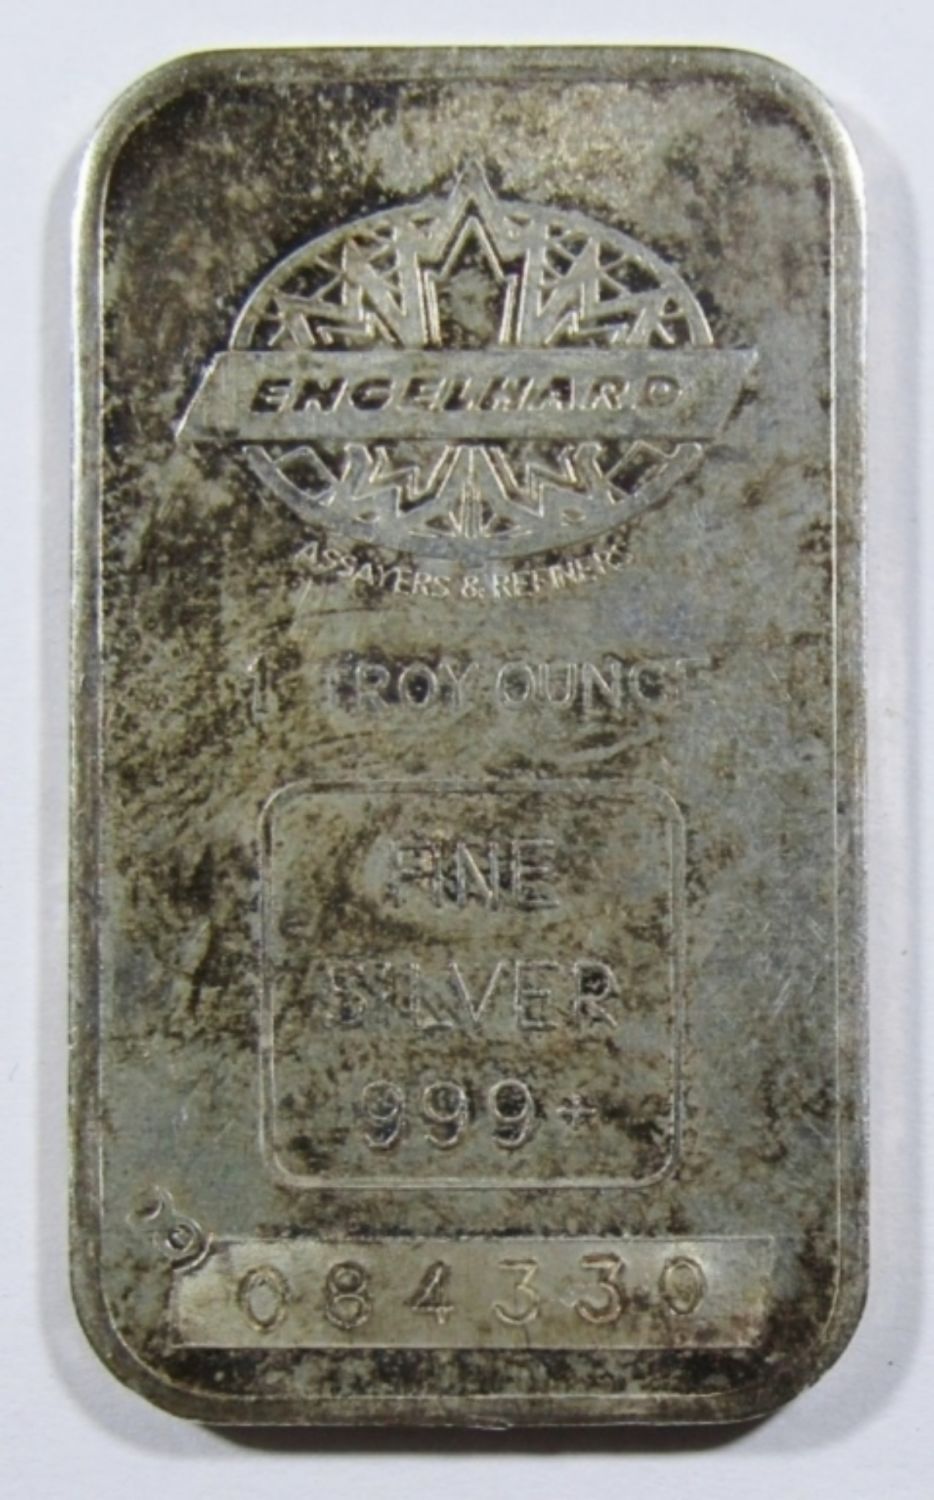 ENGELHARD
ASSAYERS & REFINERS
1 TROY OUNCE
FINE
SILVER
999+
084330